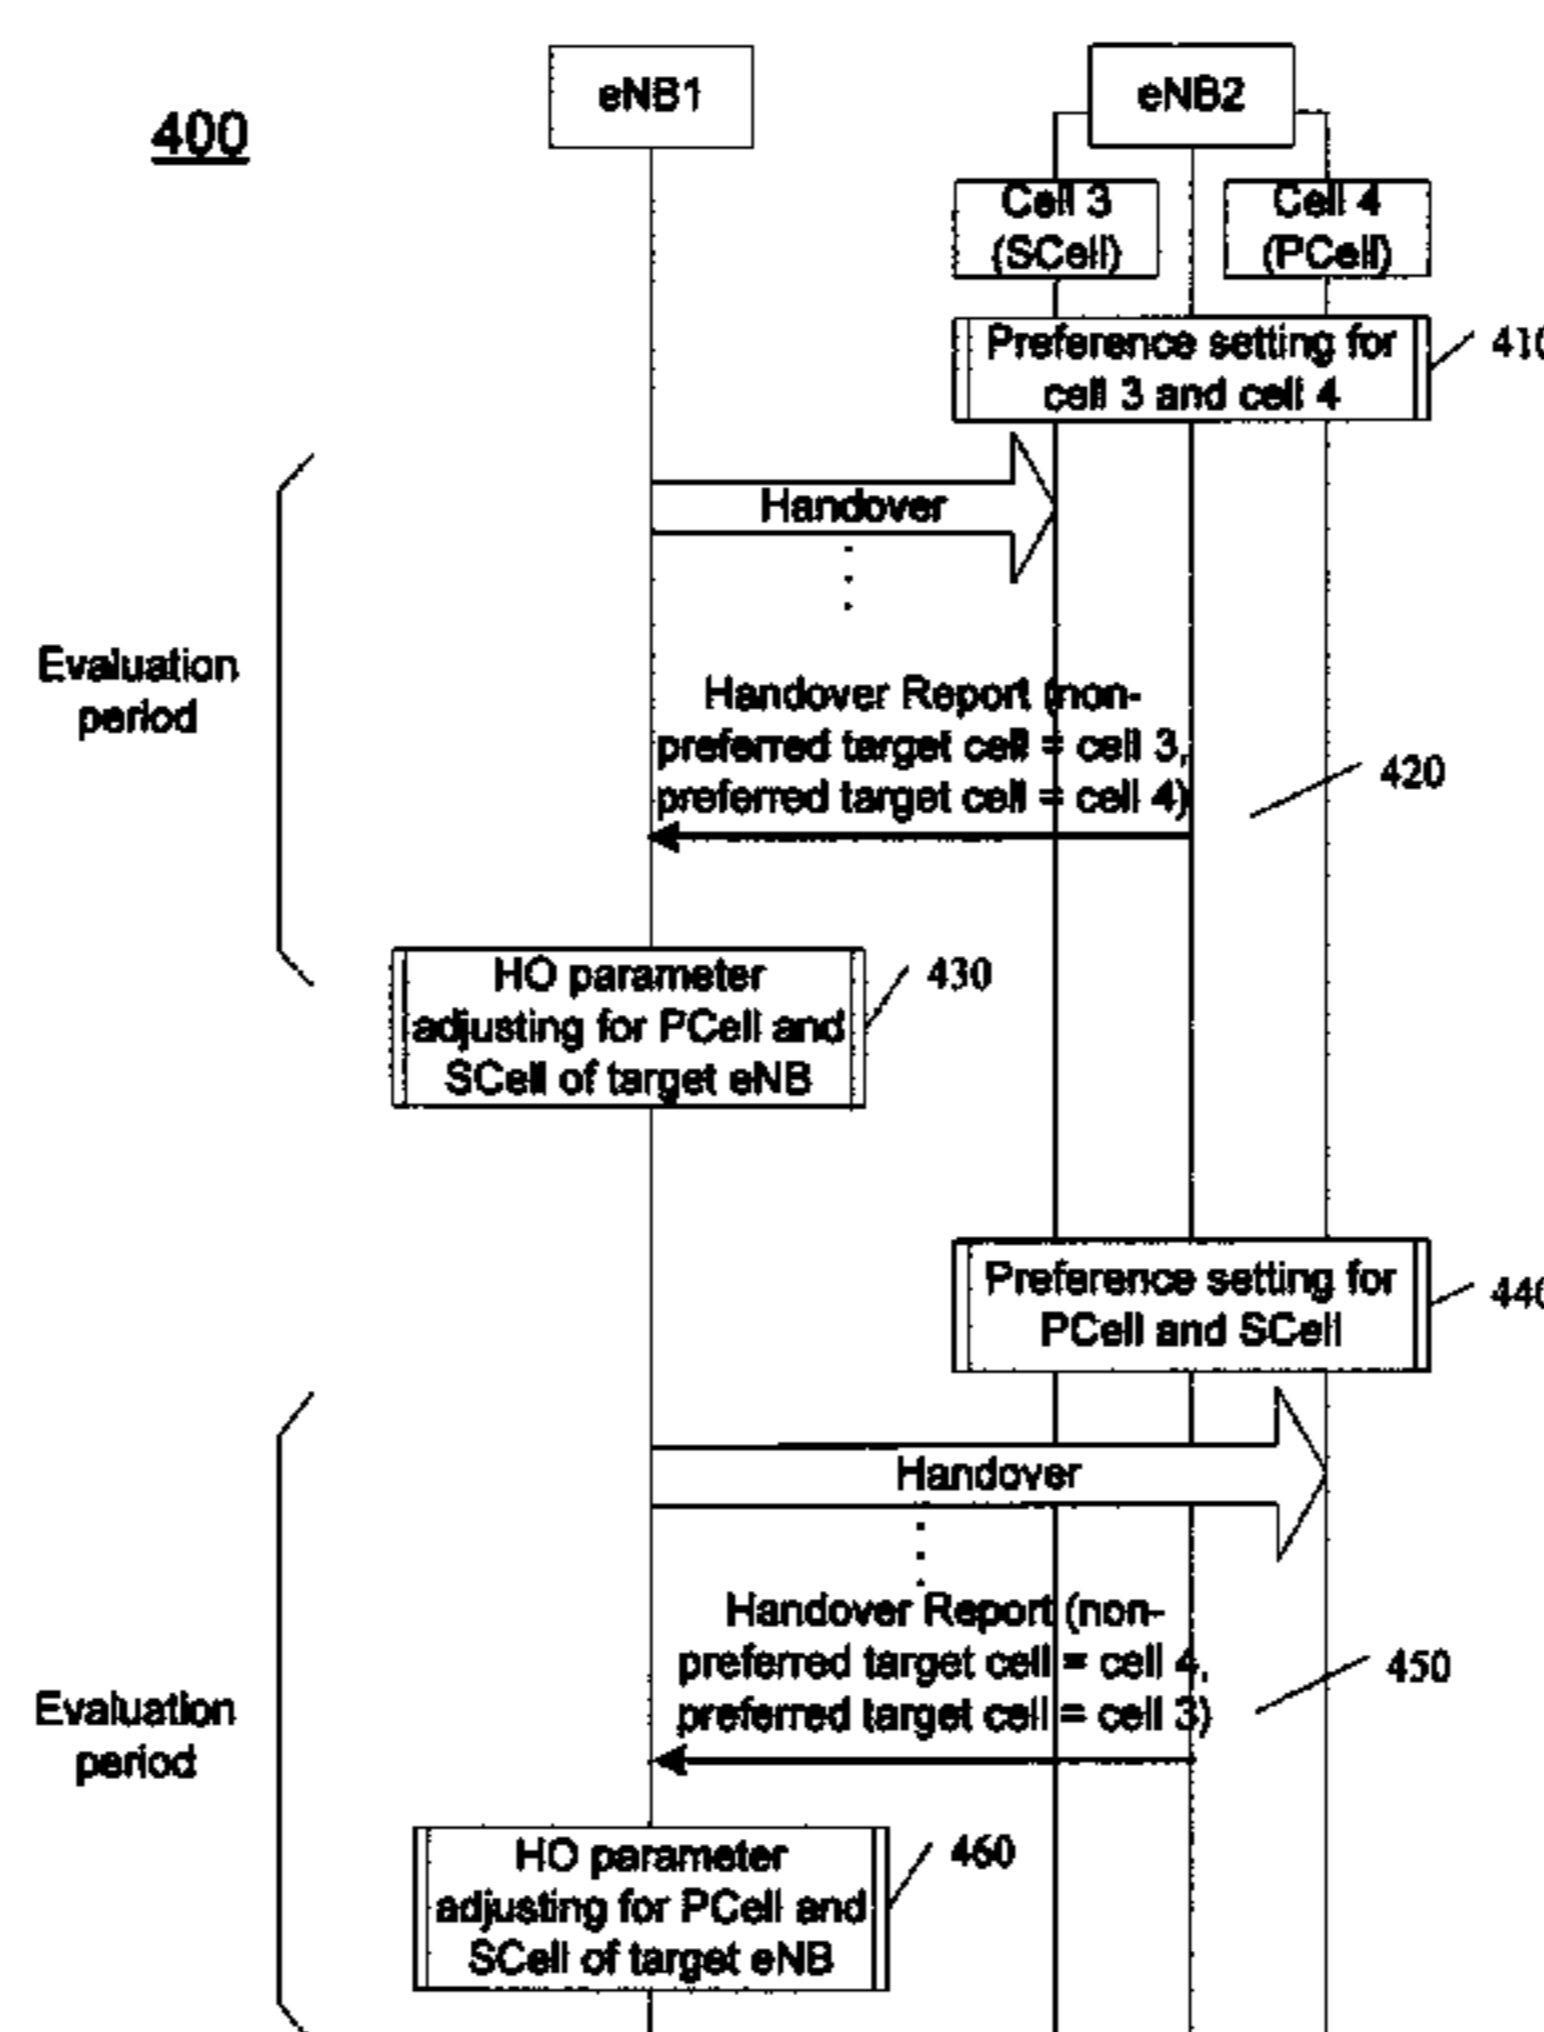 400
eNB1
eNB2
Cell 3
(SCell)
Cell 4
(PCell)
Preference setting for
cell 3 and cell 4
410
Handover
Evaluation
period
Handover Report (non-
preferred target cell = cell 3,
preferred target cell = cell 4)
420
HO parameter
adjusting for PCell and
SCell of target eNB
430
Preference setting for
PCell and SCell
440
Handover
Evaluation
period
Handover Report (non-
preferred target cell = cell 4,
preferred target cell = cell 3)
450
HO parameter
adjusting for PCell and
SCell of target eNB
460